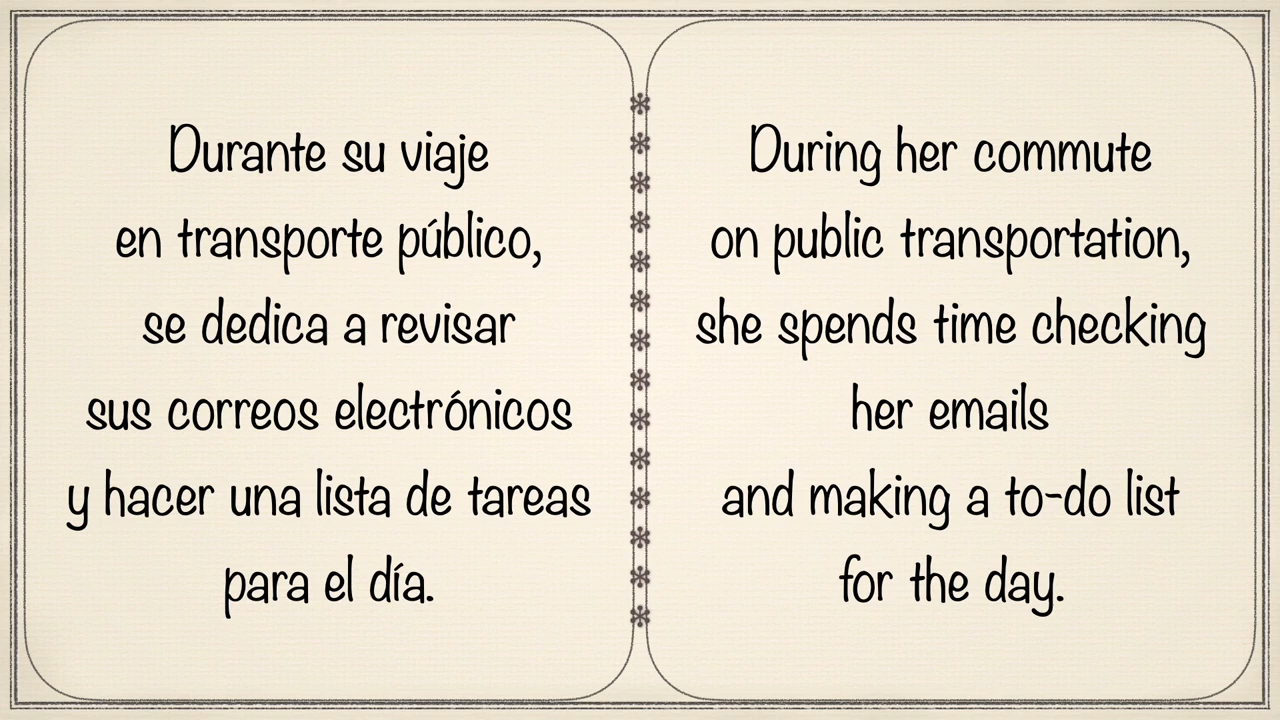 Durante su viaje
en transporte público,
se dedica a revisar
sus correos electrónicos
y hacer una lista de tareas
para el día.
During her commute
on public transportation,
she spends time checking
her emails
and making a to-do list
for the day.